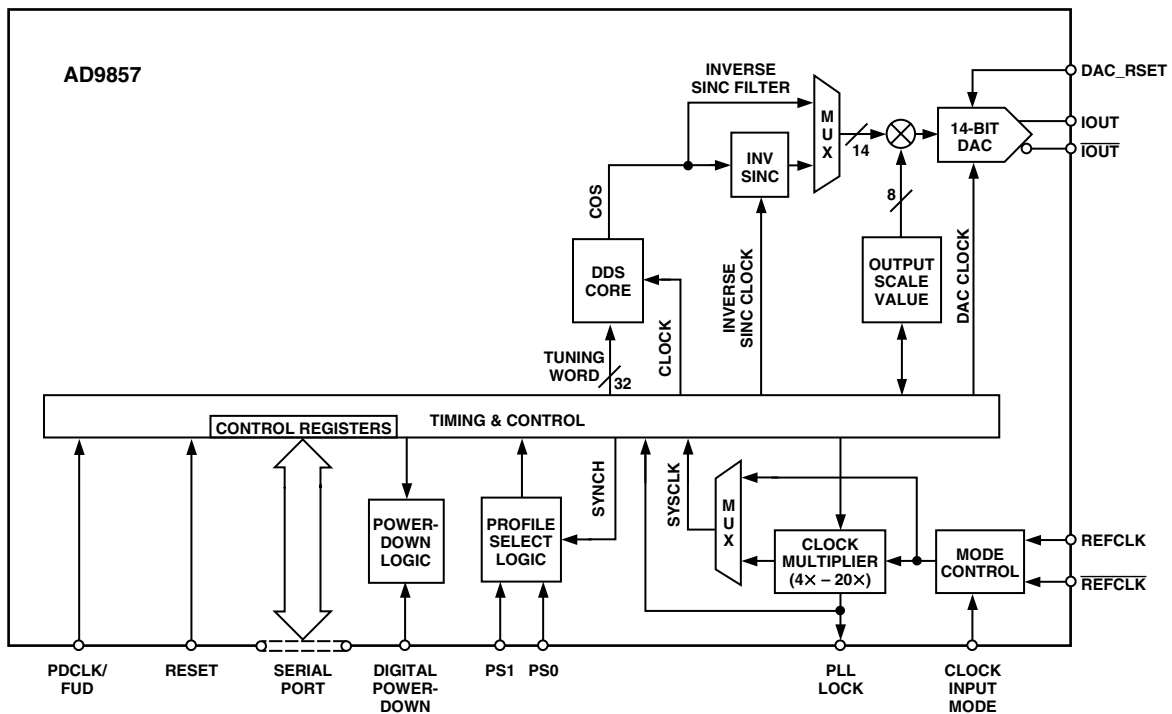 AD9857
INVERSE
SINC FILTER
MUX
DAC_RSET
14-BIT
DAC
IOUT
IOUT
14
INV
SINC
8
COS
DDS
CORE
CLOCK
INVERSE
SINC CLOCK
OUTPUT
SCALE
VALUE
DAC CLOCK
TUNING
WORD
32
TIMING & CONTROL
CONTROL REGISTERS
POWER-
DOWN
LOGIC
PROFILE
SELECT
LOGIC
SYNCH
SYSCLK
MUX
CLOCK
MULTIPLIER
(4× – 20×)
MODE
CONTROL
REFCLK
REFCLK
PDCLK/
FUD
RESET
SERIAL
PORT
DIGITAL
POWER-
DOWN
PS1
PS0
PLL
LOCK
CLOCK
INPUT
MODE